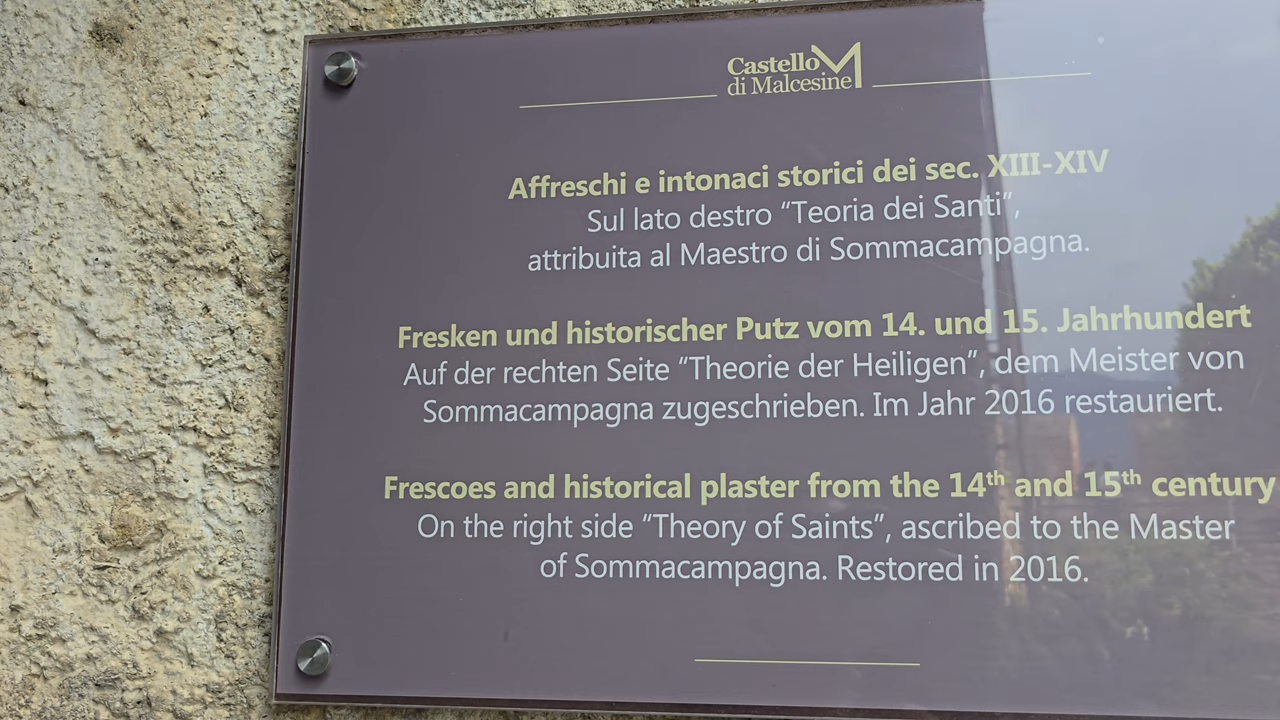 Castello M
di Malcesine
Affreschi e intonaci storici dei sec. XIII-XIV
Sul lato destro “Teoria dei Santi”,
attribuita al Maestro di Sommacampagna.
Fresken und historischer Putz vom 14. und 15. Jahrhundert
Auf der rechten Seite “Theorie der Heiligen”, dem Meister von
Sommacampagna zugeschrieben. Im Jahr 2016 restauriert.
Frescoes and historical plaster from the 14th and 15th century
On the right side “Theory of Saints”, ascribed to the Master
of Sommacampagna. Restored in 2016.